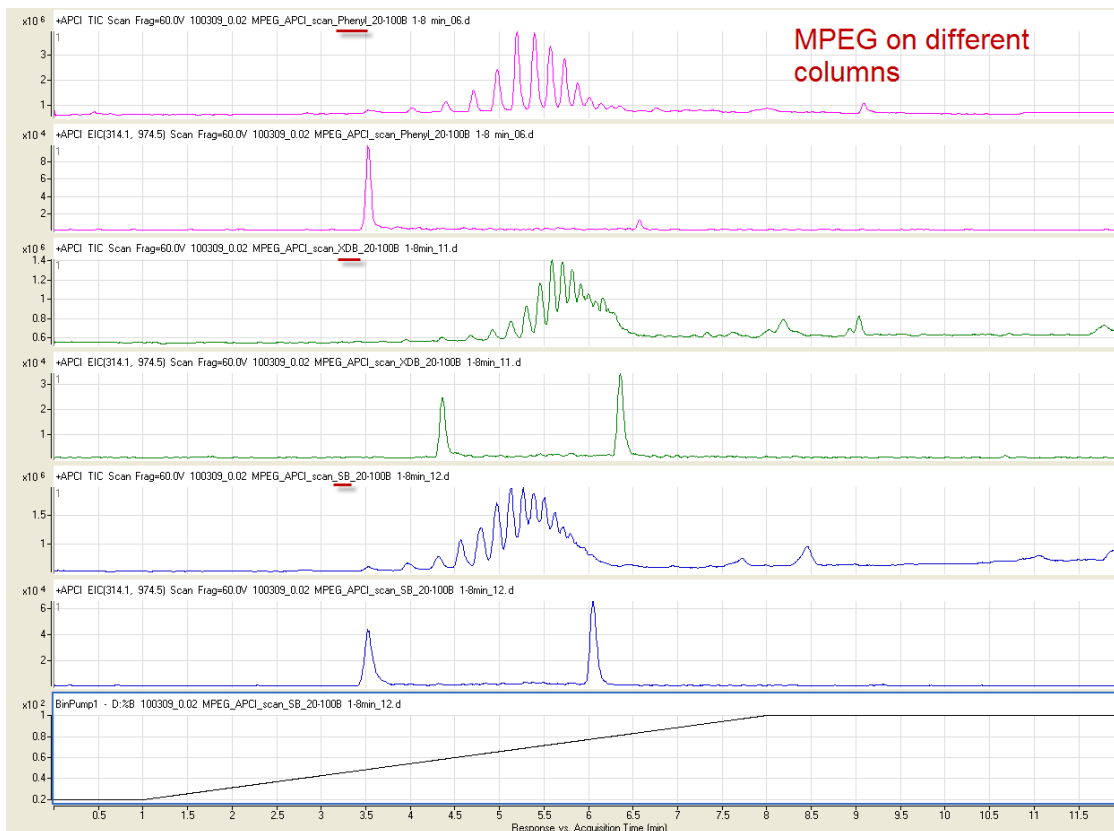 x10 6 +APCI TIC Scan Frag=60.0V 100309_0.02 MPEG_APCI_scan_Phenyl_20-100B 1-8 min_06.d
MPEG on different
columns
1
3
2
1
x10 4 +APCI EIC(314.1, 974.5) Scan Frag=60.0V 100309_0.02 MPEG_APCI_scan_Phenyl_20-100B 1-8 min_06.d
1
8
6
4
2
x10 6 +APCI TIC Scan Frag=60.0V 100309_0.02 MPEG_APCI_scan_XDB_20-100B 1-8min_11.d
1.4
1
1.2
1.0
0.8
0.6
x10 4 +APCI EIC(314.1, 974.5) Scan Frag=60.0V 100309_0.02 MPEG_APCI_scan_XDB_20-100B 1-8min_11.d
1
3
2
1
x10 6 +APCI TIC Scan Frag=60.0V 100309_0.02 MPEG_APCI_scan_SB_20-100B 1-8min_12.d
1
1.5
1
x10 4 +APCI EIC(314.1, 974.5) Scan Frag=60.0V 100309_0.02 MPEG_APCI_scan_SB_20-100B 1-8min_12.d
1
6
4
2
x10 2 BinPump1 - D:%B 100309_0.02 MPEG_APCI_scan_SB_20-100B 1-8min_12.d
1
0.8
0.6
0.4
0.2
0.5 1 1.5 2 2.5 3 3.5 4 4.5 5 5.5 6 6.5 7 7.5 8 8.5 9 9.5 10 10.5 11 11.5
Response vs. Acquisition Time (min)